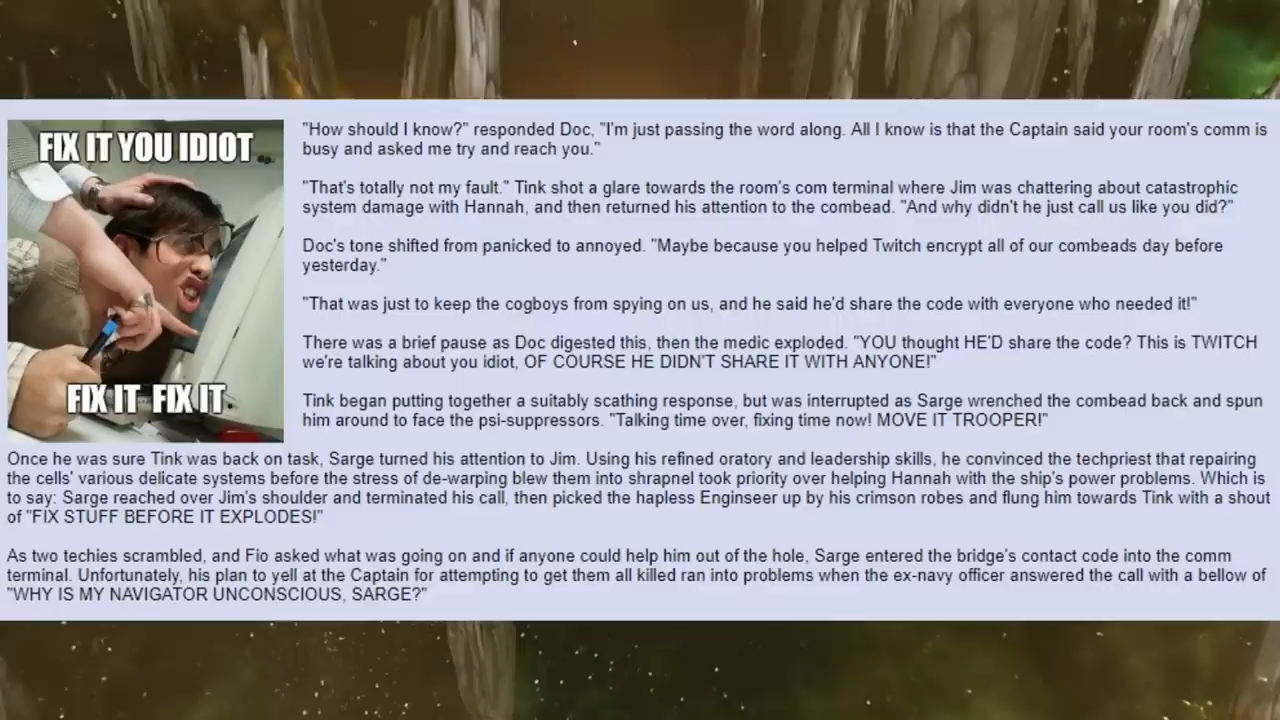 FIX IT YOU IDIOT
FIX IT FIX IT
"How should I know?" responded Doc, "I'm just passing the word along. All I know is that the Captain said your room's comm is
busy and asked me try and reach you."
"That's totally not my fault." Tink shot a glare towards the room's com terminal where Jim was chattering about catastrophic
system damage with Hannah, and then returned his attention to the combead. "And why didn't he just call us like you did?"
Doc's tone shifted from panicked to annoyed. "Maybe because you helped Twitch encrypt all of our combeads day before
yesterday."
"That was just to keep the cogboys from spying on us, and he said he'd share the code with everyone who needed it!"
There was a brief pause as Doc digested this, then the medic exploded. "YOU thought HE'D share the code? This is TWITCH
we're talking about you idiot, OF COURSE HE DIDN'T SHARE IT WITH ANYONE!"
Tink began putting together a suitably scathing response, but was interrupted as Sarge wrenched the combead back and spun
him around to face the psi-suppressors. "Talking time over, fixing time now! MOVE IT TROOPER!"
Once he was sure Tink was back on task, Sarge turned his attention to Jim. Using his refined oratory and leadership skills, he convinced the techpriest that repairing
the cells' various delicate systems before the stress of de-warping blew them into shrapnel took priority over helping Hannah with the ship's power problems. Which is
to say: Sarge reached over Jim's shoulder and terminated his call, then picked the hapless Engineseer up by his crimson robes and flung him towards Tink with a shout
of "FIX STUFF BEFORE IT EXPLODES!"
As two techies scrambled, and Fio asked what was going on and if anyone could help him out of the hole, Sarge entered the bridge's contact code into the comm
terminal. Unfortunately, his plan to yell at the Captain for attempting to get them all killed ran into problems when the ex-navy officer answered the call with a bellow of
"WHY IS MY NAVIGATOR UNCONSCIOUS, SARGE?"